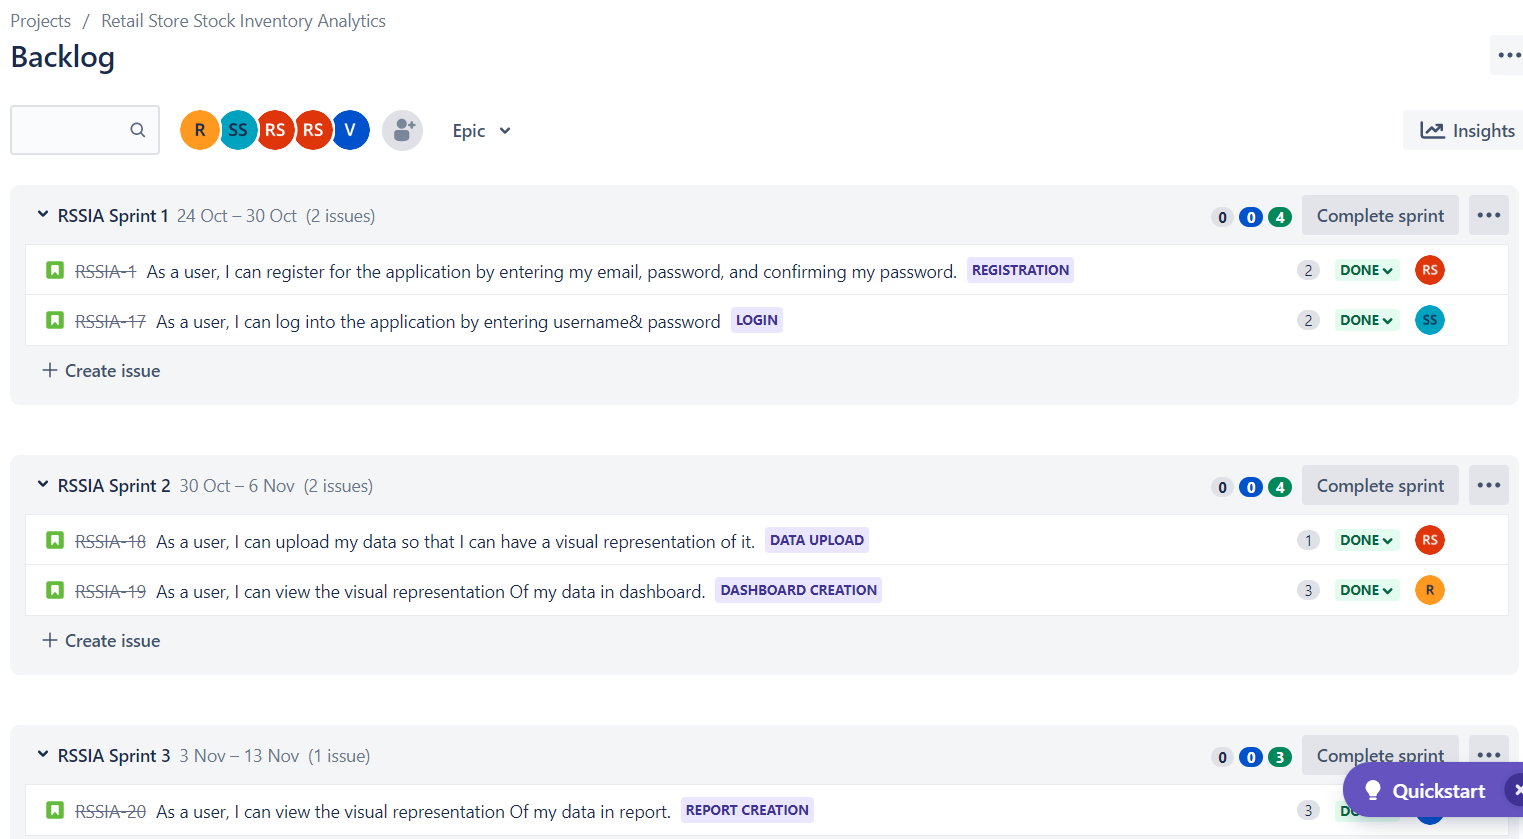 Projects / Retail Store Stock Inventory Analytics
Backlog
R SS RS RS V Epic
Insights
RSSIA Sprint 1 24 Oct – 30 Oct (2 issues) 0 0 4 Complete sprint
RSSIA-1 As a user, I can register for the application by entering my email, password, and confirming my password. REGISTRATION 2 DONE RS
RSSIA-17 As a user, I can log into the application by entering username& password LOGIN 2 DONE SS
+ Create issue
RSSIA Sprint 2 30 Oct – 6 Nov (2 issues) 0 0 4 Complete sprint
RSSIA-18 As a user, I can upload my data so that I can have a visual representation of it. DATA UPLOAD 1 DONE RS
RSSIA-19 As a user, I can view the visual representation Of my data in dashboard. DASHBOARD CREATION 3 DONE R
+ Create issue
RSSIA Sprint 3 3 Nov – 13 Nov (1 issue) 0 0 3 Complete sprint
Quickstart
RSSIA-20 As a user, I can view the visual representation Of my data in report. REPORT CREATION 3